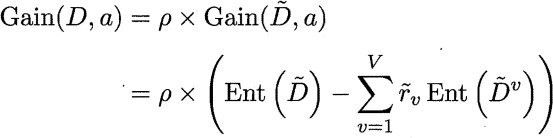 Gain(D, a) = ρ × Gain(D̃, a)
= ρ × ( Ent (D̃) − ∑_{v=1}^{V} r̃_v Ent (D̃^v) )